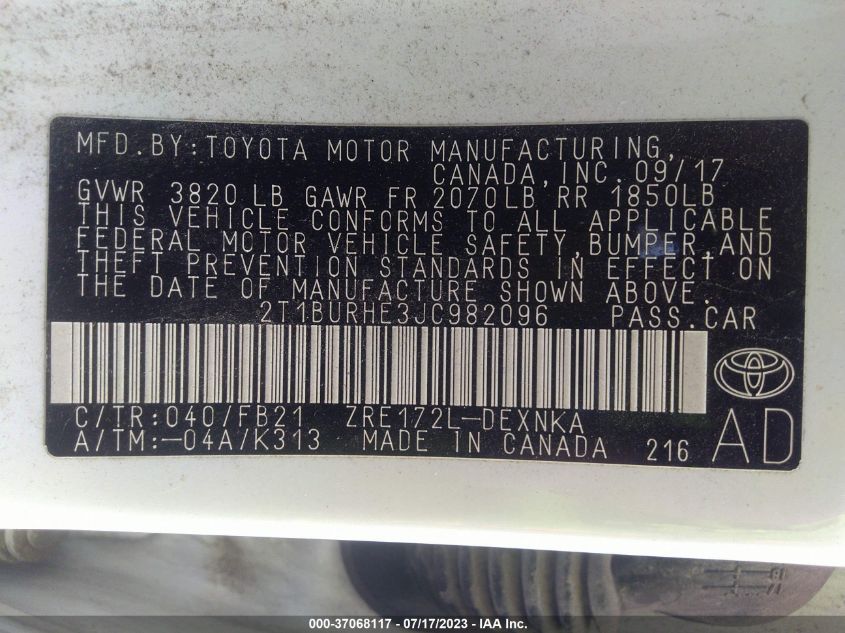 MFD.BY:TOYOTA MOTOR MANUFACTURING,
CANADA,INC. 09/17
GVWR 3820 LB GAWR FR 2070LB RR 1850LB
THIS VEHICLE CONFORMS TO ALL APPLICABLE
FEDERAL MOTOR VEHICLE SAFETY,BUMPER,AND
THEFT PREVENTION STANDARDS IN EFFECT ON
THE DATE OF MANUFACTURE SHOWN ABOVE.
2T1BURHE3JC982096 PASS.CAR
C/TR:040/FB21 ZRE172L-DEXNKA
A/TM:-04A/K313 MADE IN CANADA 216 AD
000-37068117 - 07/17/2023 - IAA Inc.